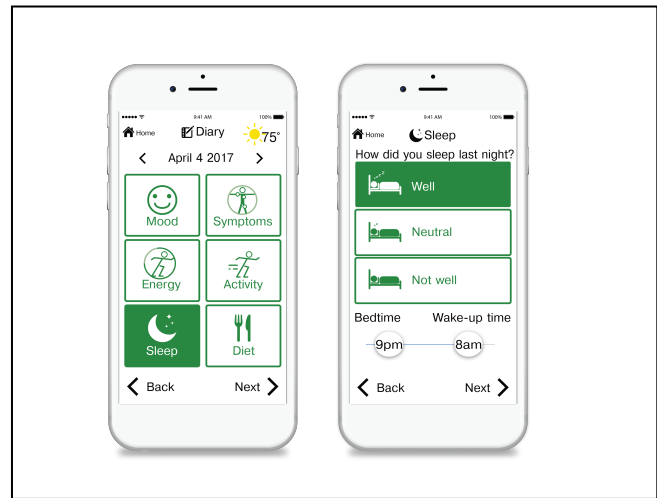 9:41 AM 100%
Home Diary 75°
April 4 2017
Mood Symptoms
Energy Activity
Sleep Diet
Back Next
9:41 AM 100%
Home Sleep
How did you sleep last night?
Well
Neutral
Not well
Bedtime Wake-up time
9pm 8am
Back Next